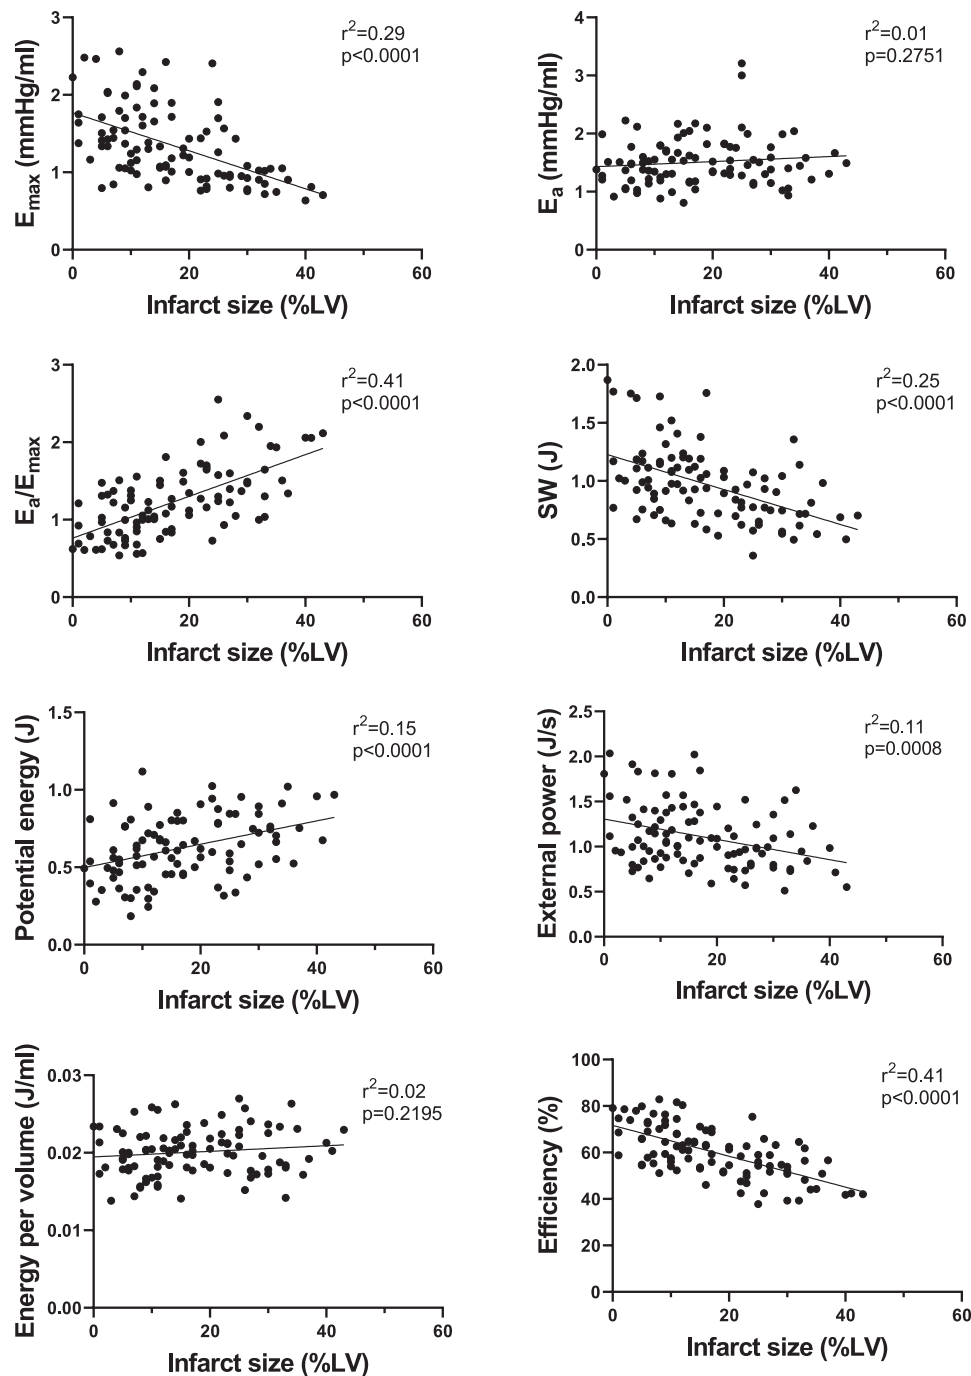 3
2
1
0
0 20 40 60
E_max (mmHg/ml)
Infarct size (%LV)
r²=0.29
p<0.0001
4
3
2
1
0
0 20 40 60
E_a (mmHg/ml)
Infarct size (%LV)
r²=0.01
p=0.2751
3
2
1
0
0 20 40 60
E_a/E_max
Infarct size (%LV)
r²=0.41
p<0.0001
2.0
1.5
1.0
0.5
0.0
0 20 40 60
SW (J)
Infarct size (%LV)
r²=0.25
p<0.0001
1.5
1.0
0.5
0.0
0 20 40 60
Potential energy (J)
Infarct size (%LV)
r²=0.15
p<0.0001
2.5
2.0
1.5
1.0
0.5
0.0
0 20 40 60
External power (J/s)
Infarct size (%LV)
r²=0.11
p=0.0008
0.03
0.02
0.01
0.00
0 20 40 60
Energy per volume (J/ml)
Infarct size (%LV)
r²=0.02
p=0.2195
100
80
60
40
20
0
0 20 40 60
Efficiency (%)
Infarct size (%LV)
r²=0.41
p<0.0001